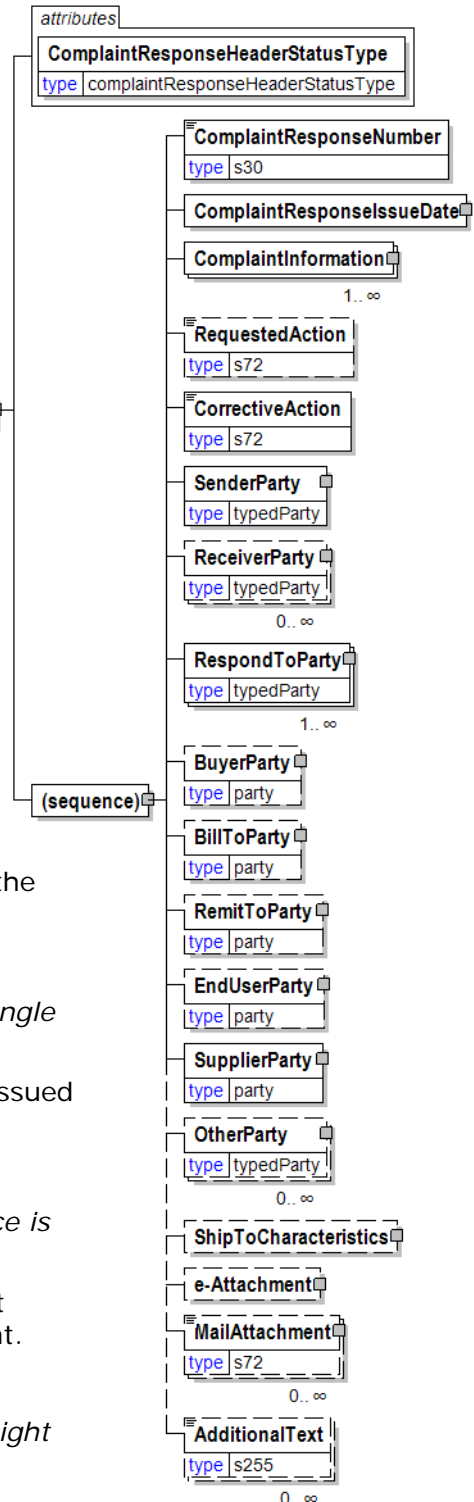 attributes
ComplaintResponseHeaderStatusType
type complaintResponseHeaderStatusType
ComplaintResponseNumber
type s30
ComplaintResponseIssueDate
ComplaintInformation
1.. ∞
RequestedAction
type s72
CorrectiveAction
type s72
SenderParty
type typedParty
ReceiverParty
type typedParty
0.. ∞
RespondToParty
type typedParty
1.. ∞
BuyerParty
type party
(sequence)
BillToParty
type party
the
RemitToParty
type party
ngle
EndUserParty
type party
ssued
SupplierParty
type party
OtherParty
type typedParty
0.. ∞
ce is
ShipToCharacteristics
e-Attachment
t
MailAttachment
nt.
type s72
0.. ∞
ight
AdditionalText
type s255
0.. ∞